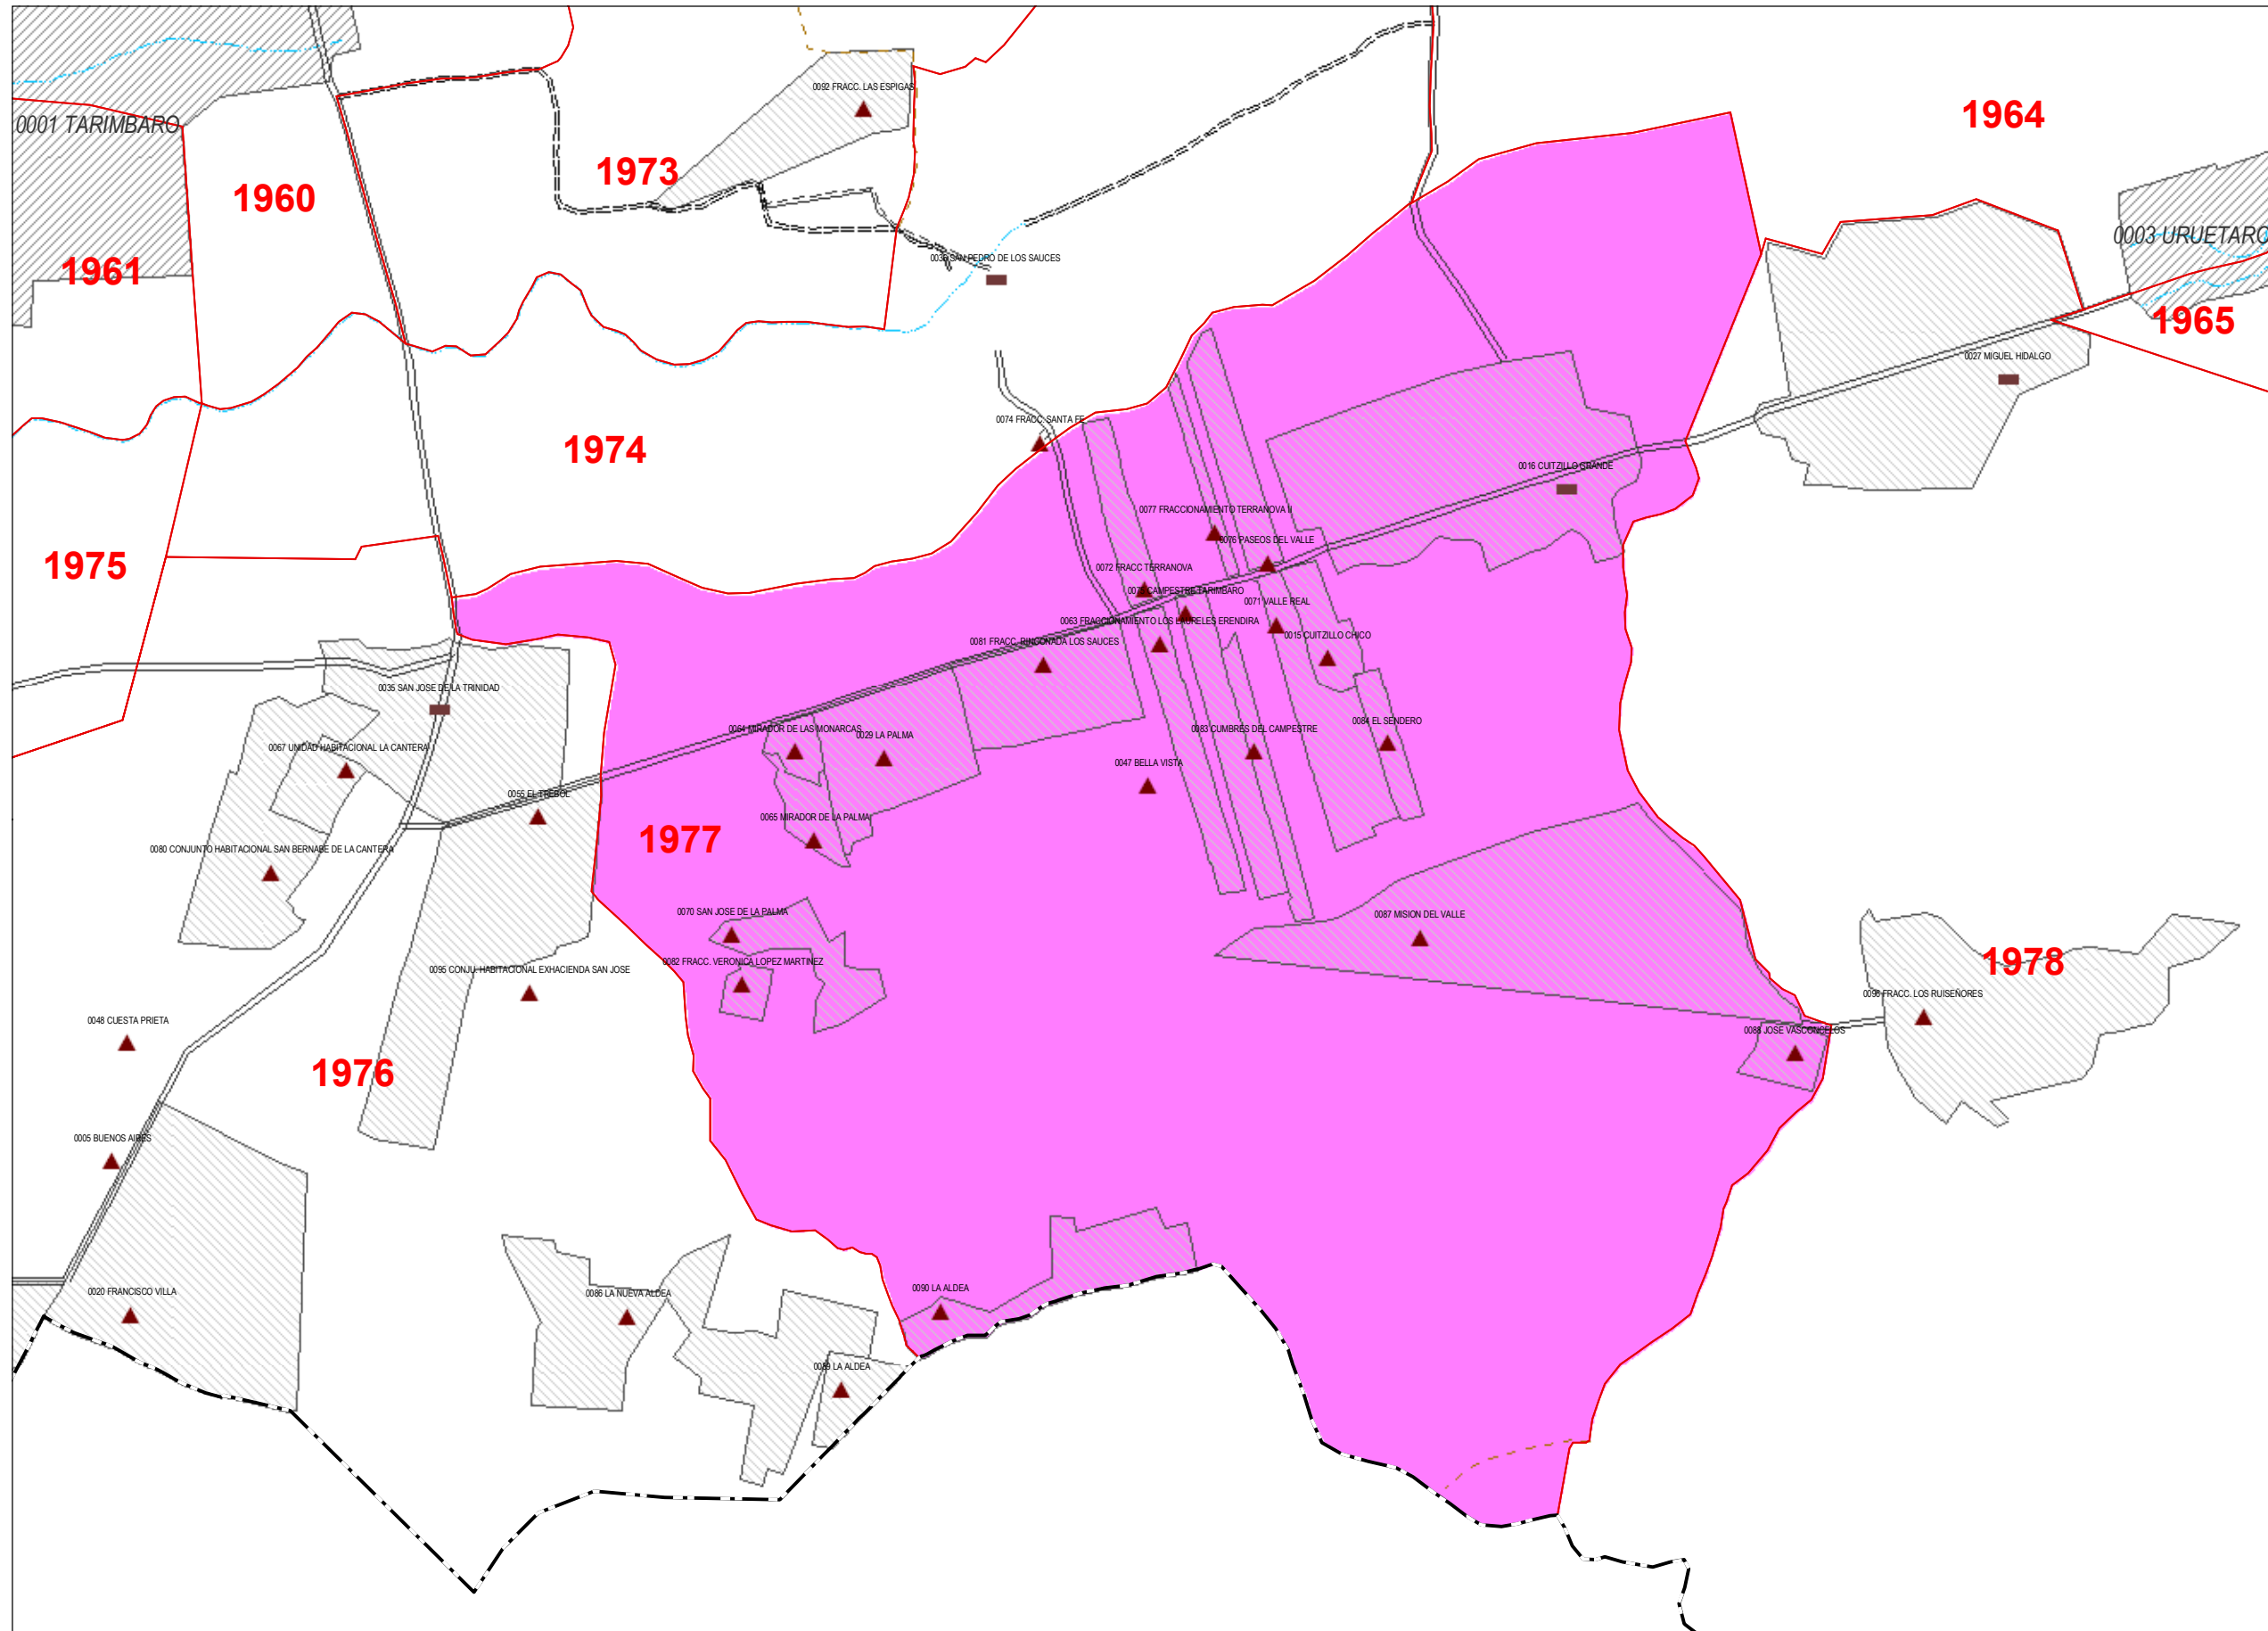 0092 FRACC. LAS ESPIGAS
1964
0001 TARIMBARO
1973
1960
0003 URUETARO
1961
SAN PEDRO DE LOS SAUCES
1965
0027 MIGUEL HIDALGO
0074 FRACC. SANTA FE
1974
0016 CUITZILLO GRANDE
0077 FRACCIONAMIENTO TERRANOVA II
0076 PASEOS DEL VALLE
1975
0072 FRACC TERRANOVA
CAMPESTRE TARIMBARO
0071 VALLE REAL
0063 FRACCIONAMIENTO LOS LAURELES ERENDIRA
0015 CUITZILLO CHICO
0081 FRACC. RINCONADA LOS SAUCES
0035 SAN JOSE DE LA TRINIDAD
0084 EL SENDERO
0064 MIRADOR DE LAS MONARCAS
0083 CUMBRES DEL CAMPESTRE
0029 LA PALMA
0067 UNIDAD HABITACIONAL LA CANTERA
0047 BELLA VISTA
0055 EL TREBOL
0065 MIRADOR DE LA PALMA
1977
0080 CONJUNTO HABITACIONAL SAN BERNABE DE LA CANTERA
0070 SAN JOSE DE LA PALMA
0087 MISION DEL VALLE
0082 FRACC. VERONICA LOPEZ MARTINEZ
1978
0095 CONJU. HABITACIONAL EXHACIENDA SAN JOSE
0096 FRACC. LOS RUISEÑORES
0048 CUESTA PRIETA
0088 JOSE VASCONCELOS
1976
0005 BUENOS AIRES
0090 LA ALDEA
0020 FRANCISCO VILLA
0086 LA NUEVA ALDEA
0089 LA ALDEA